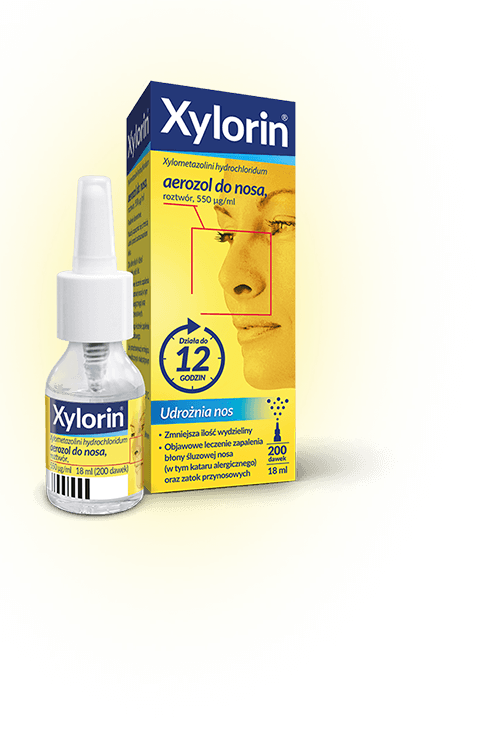 Xylorin®
Xylometazolini hydrochloridum
aerozol do nosa,
roztwór, 550 µg/ml
Działa do
12
GODZIN
Udrożnia nos
• Zmniejsza ilość wydzieliny
• Objawowe leczenie zapalenia
błony śluzowej nosa
(w tym kataru alergicznego)
oraz zatok przynosowych
200
dawek
18 ml
Xylorin
Xylorin®
Xylometazolini hydrochloridum
aerozol do nosa,
roztwór,
550 µg/ml 18 ml (200 dawek)